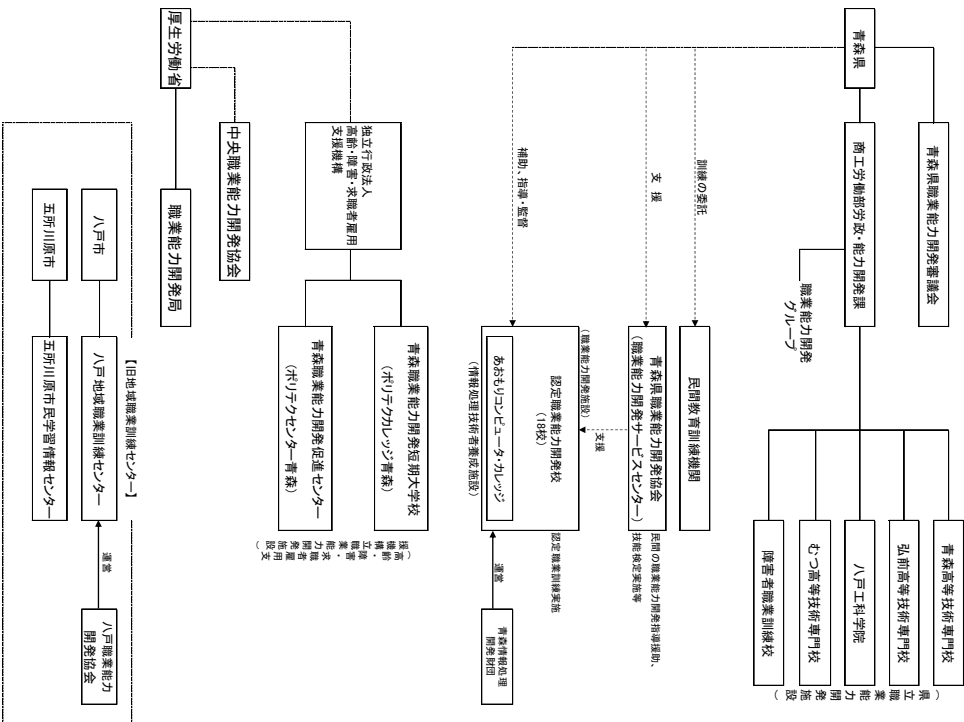 青森県
青森県職業能力開発審議会
商工労働部労政・能力開発課
職業能力開発
グループ
青森高等技術専門校
弘前高等技術専門校
八戸工科学院
むつ高等技術専門校
障害者職業訓練校
(県立職業能力開発施設)
訓練の委託
民間教育訓練機関
支 援
青森県職業能力開発協会
(職業能力開発サービスセンター)
民間の職業能力開発指導援助、
技能検定実施等
支援
補助、指導・監督
(職業能力開発施設)
認定職業能力開発校
(18校)
認定職業訓練実施
あおもりコンピュータ・カレッジ
(情報処理技術者養成施設)
運営
青森情報処理
開発財団
厚生労働省
独立行政法人
高齢・障害・求職者雇用
支援機構
青森職業能力開発短期大学校
(ポリテクカレッジ青森)
青森職業能力開発促進センター
(ポリテクセンター青森)
(高齢・障害・求職者雇用支
援機構立職業能力開発施設)
中央職業能力開発協会
職業能力開発局
【旧地域職業訓練センター】
八戸市
八戸地域職業訓練センター
運営
八戸職業能力
開発協会
五所川原市
五所川原市民学習情報センター